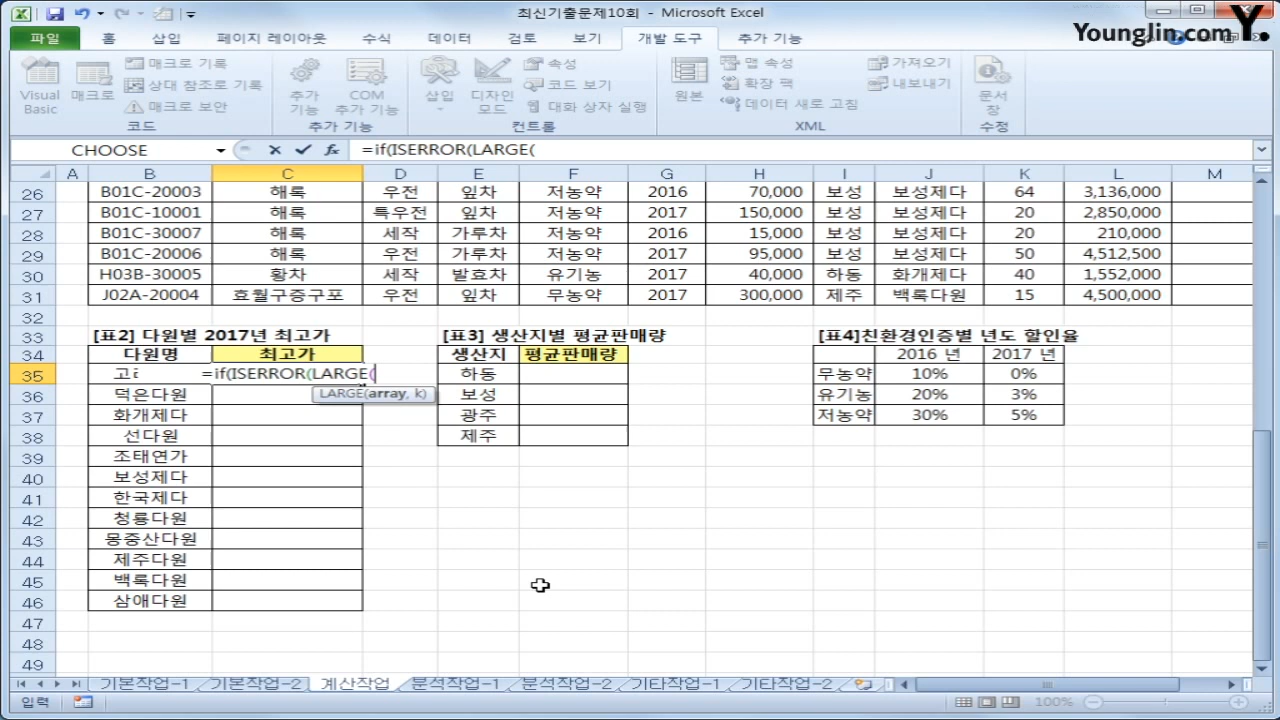 최신기출문제10회 - Microsoft Excel
Younglin.com Y.
파일 홈 삽입 페이지 레이아웃 수식 데이터 검토 보기 개발 도구 추가 기능
Visual Basic
매크로
매크로 기록
상대 참조로 기록
매크로 보안
코드
추가 기능
COM 추가 기능
추가 기능
삽입
디자인 모드
속성
코드 보기
대화 상자 실행
컨트롤
원본
맵 속성
확장 팩
데이터 새로 고침
가져오기
내보내기
XML
문서 창
수정
CHOOSE =if(ISERROR(LARGE(
A B C D E F G H I J K L M
26 B01C-20003 해록 우전 잎차 저농약 2016 70,000 보성 보성제다 64 3,136,000
27 B01C-10001 해록 특우전 잎차 저농약 2017 150,000 보성 보성제다 20 2,850,000
28 B01C-30007 해록 세작 가루차 저농약 2016 15,000 보성 보성제다 20 210,000
29 B01C-20006 해록 우전 가루차 저농약 2017 95,000 보성 보성제다 50 4,512,500
30 H03B-30005 황차 세작 발효차 유기농 2017 40,000 하동 화개제다 40 1,552,000
31 J02A-20004 효월구증구포 우전 잎차 무농약 2017 300,000 제주 백록다원 15 4,500,000
32
33 [표2] 다원별 2017년 최고가 [표3] 생산지별 평균판매량 [표4]친환경인증별 년도 할인율
34 다원명 최고가 생산지 평균판매량 2016 년 2017 년
35 =if(ISERROR(LARGE( 하동 무농약 10% 0%
LARGE(array, k)
36 덕은다원 보성 유기농 20% 3%
37 화개제다 광주 저농약 30% 5%
38 선다원 제주
39 조태연가
40 보성제다
41 한국제다
42 청룡다원
43 몽중산다원
44 제주다원
45 백록다원
46 삼애다원
47
48
49
기본작업-1 기본작업-2 계산작업 분석작업-1 분석작업-2 기타작업-1 기타작업-2
입력 100%